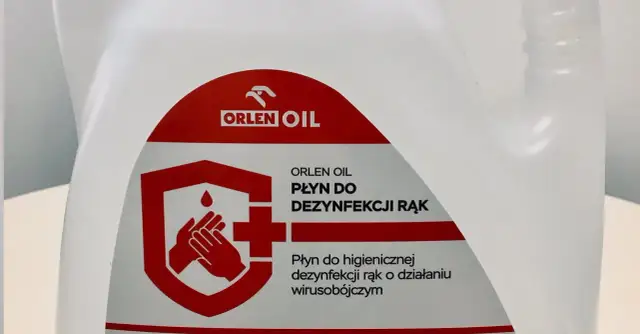 ORLEN OIL
ORLEN OIL
PŁYN DO
DEZYNFEKCJI RĄK
Płyn do higienicznej
dezynfekcji rąk o działaniu
wirusobójczym